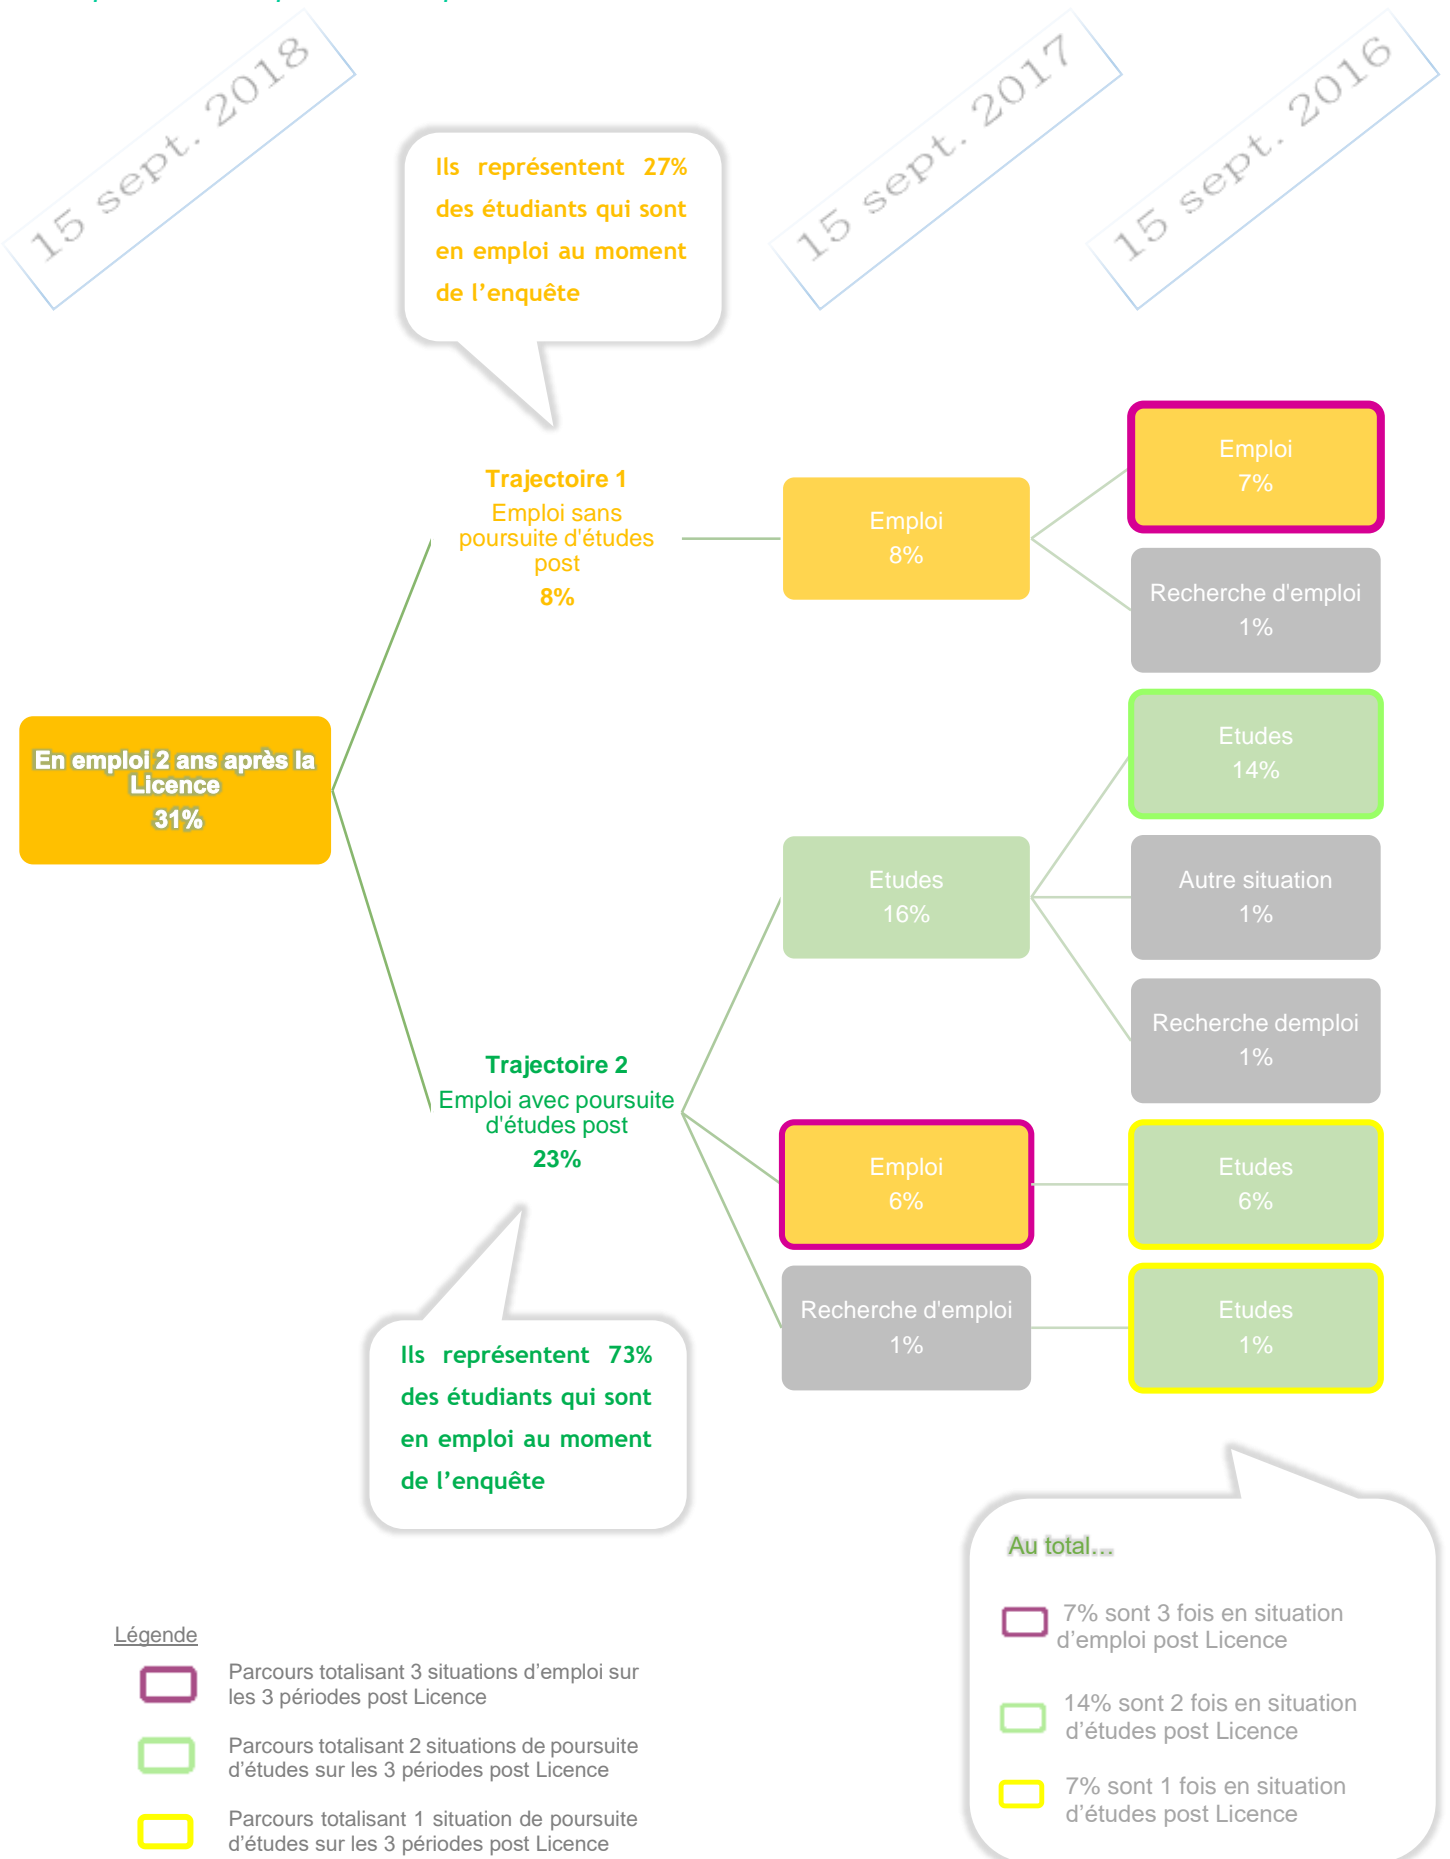 15 sept. 2018
15 sept. 2017
15 sept. 2016
Ils représentent 27%
des étudiants qui sont
en emploi au moment
de l'enquête
Trajectoire 1
Emploi sans
poursuite d'études
post
8%
Emploi
8%
Emploi
7%
Recherche d'emploi
1%
En emploi 2 ans après la
Licence
31%
Etudes
14%
Etudes
16%
Autre situation
1%
Recherche demploi
1%
Trajectoire 2
Emploi avec poursuite
d'études post
23%
Emploi
6%
Etudes
6%
Recherche d'emploi
1%
Etudes
1%
Ils représentent 73%
des étudiants qui sont
en emploi au moment
de l'enquête
Au total...
7% sont 3 fois en situation
d'emploi post Licence
14% sont 2 fois en situation
d'études post Licence
7% sont 1 fois en situation
d'études post Licence
Légende
Parcours totalisant 3 situations d'emploi sur
les 3 périodes post Licence
Parcours totalisant 2 situations de poursuite
d'études sur les 3 périodes post Licence
Parcours totalisant 1 situation de poursuite
d'études sur les 3 périodes post Licence